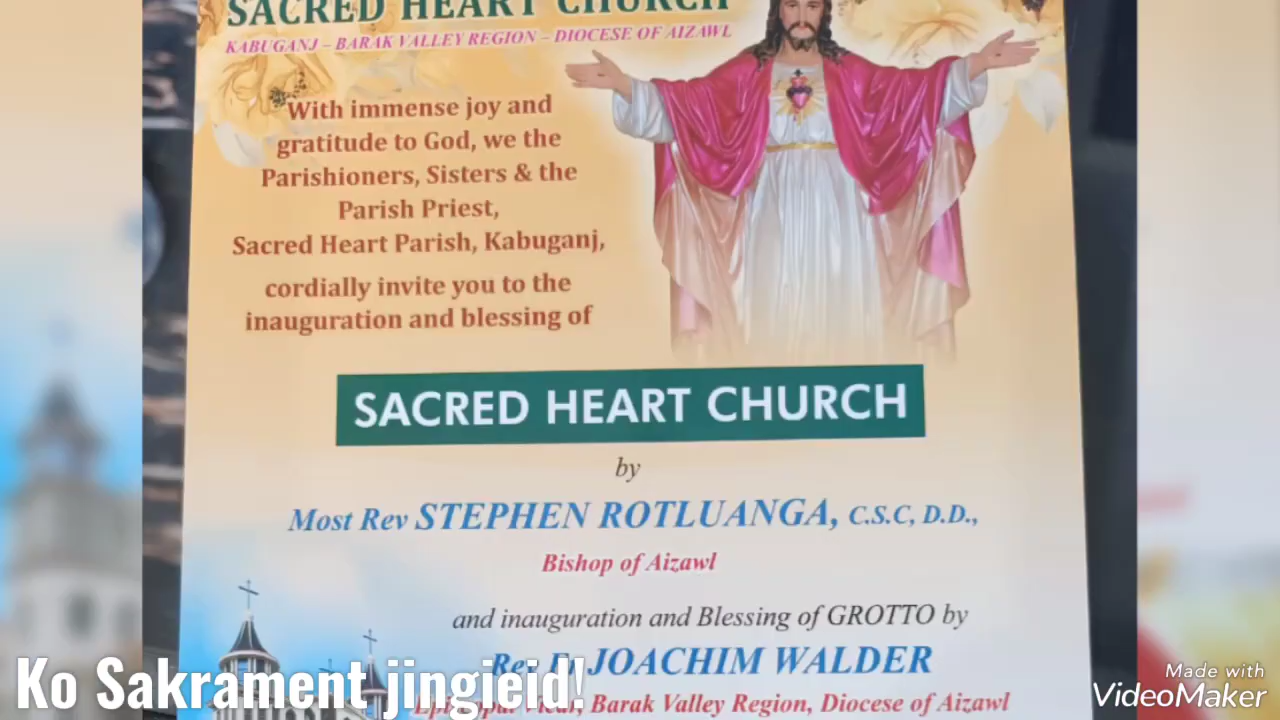 SACRED HEART CHURCH
KABUGANJ – BARAK VALLEY REGION – DIOCESE OF AIZAWL
With immense joy and
gratitude to God, we the
Parishioners, Sisters & the
Parish Priest,
Sacred Heart Parish, Kabuganj,
cordially invite you to the
inauguration and blessing of
SACRED HEART CHURCH
by
Most Rev STEPHEN ROTLUANGA, C.S.C, D.D.,
Bishop of Aizawl
and inauguration and Blessing of GROTTO by
Rev Fr JOACHIM WALDER
Barak Valley Region, Diocese of Aizawl
Ko Sakrament jingieid!
Made with
VideoMaker